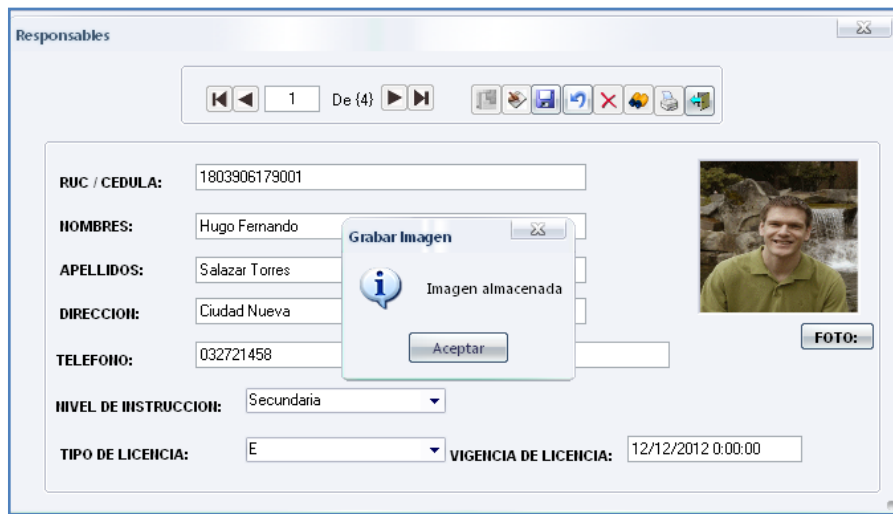 Responsables
1 De {4}
RUC / CEDULA: 1803906179001
NOMBRES: Hugo Fernando
APELLIDOS: Salazar Torres
DIRECCION: Ciudad Nueva
TELEFONO: 032721458
Grabar Imagen
Imagen almacenada
Aceptar
FOTO:
NIVEL DE INSTRUCCION: Secundaria
TIPO DE LICENCIA: E VIGENCIA DE LICENCIA: 12/12/2012 0:00:00